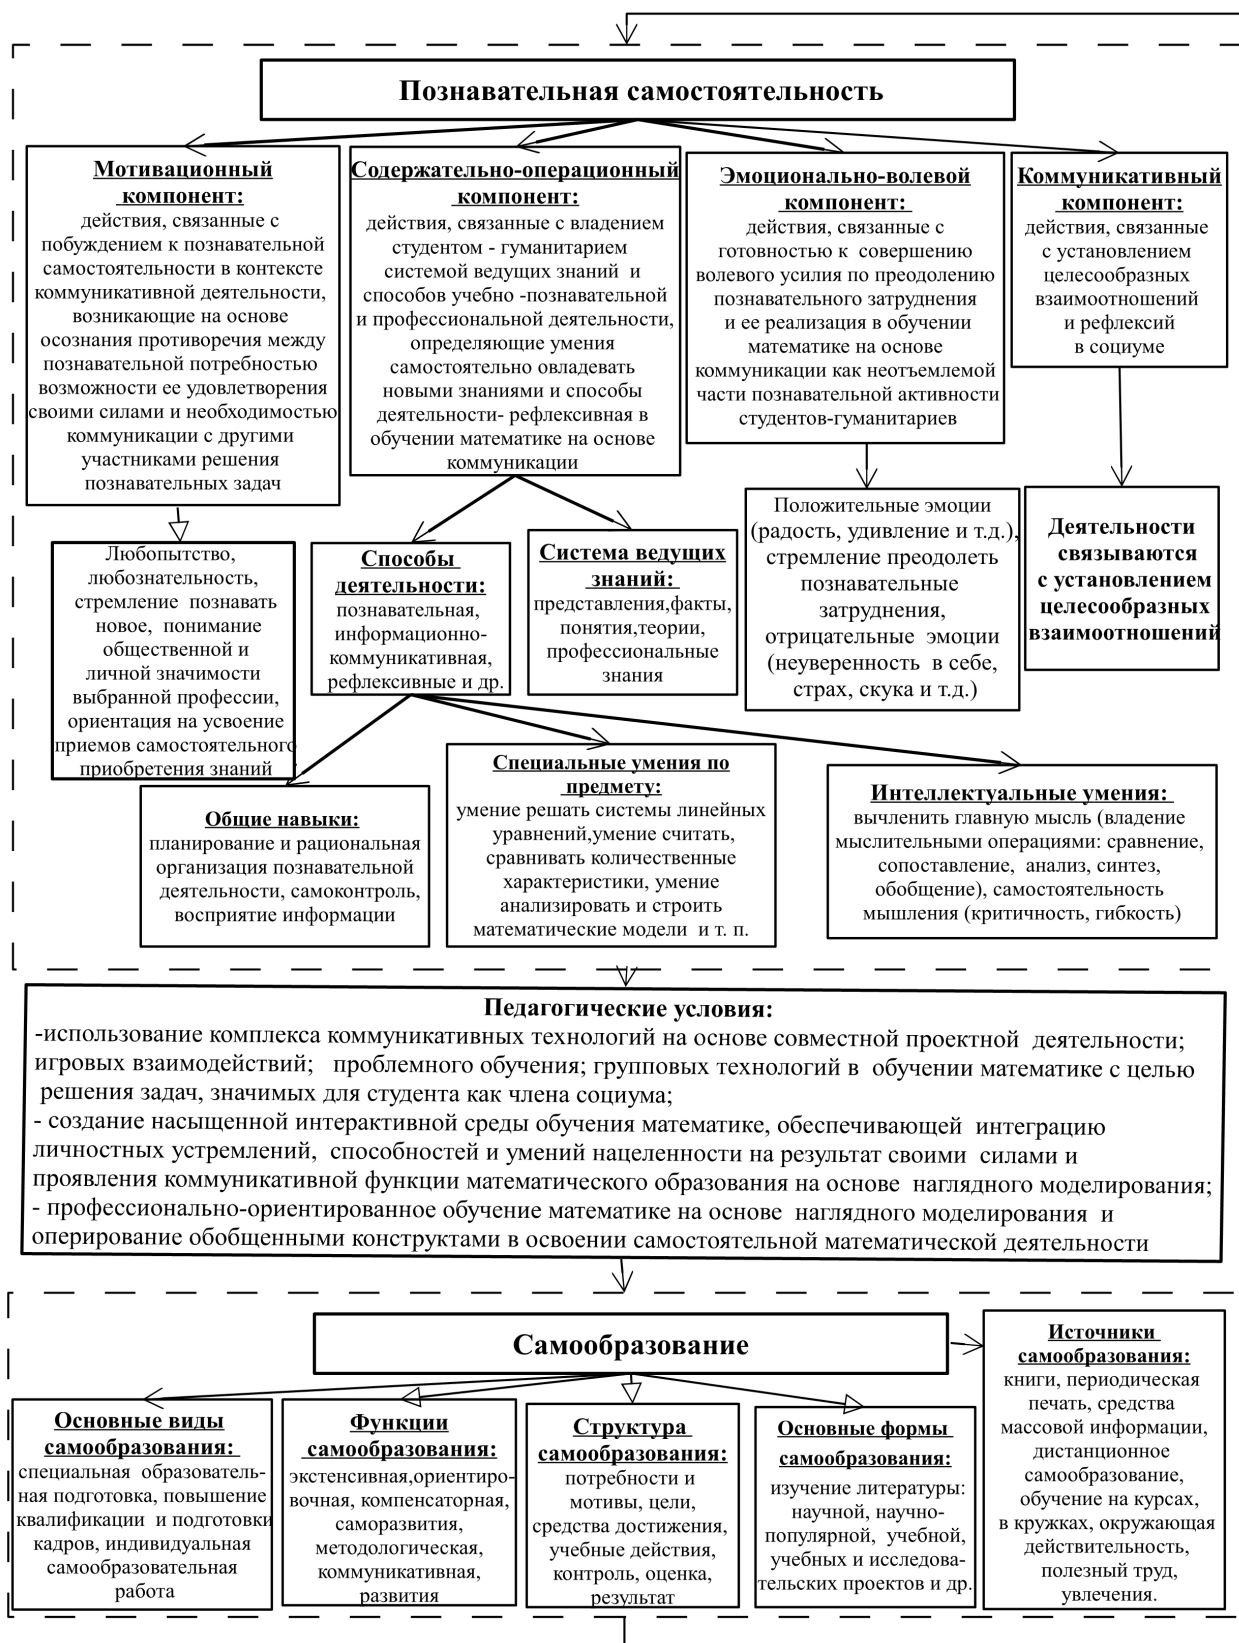 Познавательная самостоятельность
Мотивационный
компонент:
действия, связанные с
побуждением к познавательной
самостоятельности в контексте
коммуникативной деятельности,
возникающие на основе
осознания противоречия между
познавательной потребностью
возможности ее удовлетворения
своими силами и необходимостью
коммуникации с другими
участниками решения
познавательных задач
Содержательно-операционный
компонент:
действия, связанные с владением
студентом - гуманитарием
системой ведущих знаний и
способов учебно -познавательной
и профессиональной деятельности,
определяющие умения
самостоятельно овладевать
новыми знаниями и способы
деятельности- рефлексивная в
обучении математике на основе
коммуникации
Эмоционально-волевой
компонент:
действия, связанные с
готовностью к совершению
волевого усилия по преодолению
познавательного затруднения
и ее реализация в обучении
математике на основе
коммуникации как неотъемлемой
части познавательной активности
студентов-гуманитариев
Коммуникативный
компонент:
действия, связанные
с установлением
целесообразных
взаимоотношений
и рефлексий
в социуме
Любопытство,
любознательность,
стремление познавать
новое, понимание
общественной и
личной значимости
выбранной профессии,
ориентация на усвоение
приемов самостоятельного
приобретения знаний
Способы
деятельности:
познавательная,
информационно-
коммуникативная,
рефлексивные и др.
Система ведущих
знаний:
представления,факты,
понятия,теории,
профессиональные
знания
Положительные эмоции
(радость, удивление и т.д.),
стремление преодолеть
познавательные
затруднения,
отрицательные эмоции
(неуверенность в себе,
страх, скука и т.д.)
Деятельности
связываются
с установлением
целесообразных
взаимоотношений
Общие навыки:
планирование и рациональная
организация познавательной
деятельности, самоконтроль,
восприятие информации
Специальные умения по
предмету:
умение решать системы линейных
уравнений,умение считать,
сравнивать количественные
характеристики, умение
анализировать и строить
математические модели и т. п.
Интеллектуальные умения:
вычленить главную мысль (владение
мыслительными операциями: сравнение,
сопоставление, анализ, синтез,
обобщение), самостоятельность
мышления (критичность, гибкость)
Педагогические условия:
-использование комплекса коммуникативных технологий на основе совместной проектной деятельности;
игровых взаимодействий; проблемного обучения; групповых технологий в обучении математике с целью
решения задач, значимых для студента как члена социума;
- создание насыщенной интерактивной среды обучения математике, обеспечивающей интеграцию
личностных устремлений, способностей и умений нацеленности на результат своими силами и
проявления коммуникативной функции математического образования на основе наглядного моделирования;
- профессионально-ориентированное обучение математике на основе наглядного моделирования и
оперирование обобщенными конструктами в освоении самостоятельной математической деятельности
Самообразование
Источники
самообразования:
книги, периодическая
печать, средства
массовой информации,
дистанционное
самообразование,
обучение на курсах,
в кружках, окружающая
действительность,
полезный труд,
увлечения.
Основные виды
самообразования:
специальная образователь-
ная подготовка, повышение
квалификации и подготовки
кадров, индивидуальная
самообразовательная
работа
Функции
самообразования:
экстенсивная,ориентиро-
вочная, компенсаторная,
саморазвития,
методологическая,
коммуникативная,
развития
Структура
самообразования:
потребности и
мотивы, цели,
средства достижения,
учебные действия,
контроль, оценка,
результат
Основные формы
самообразования:
изучение литературы:
научной, научно-
популярной, учебной,
учебных и исследова-
тельских проектов и др.